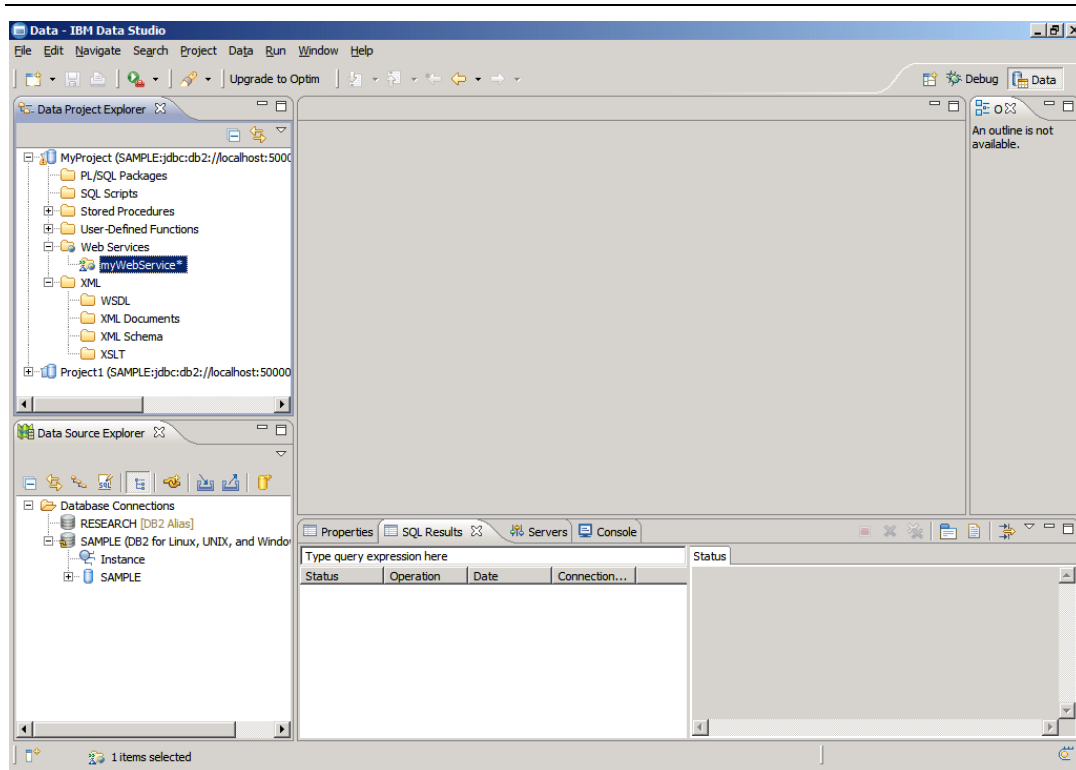 Data - IBM Data Studio
File Edit Navigate Search Project Data Run Window Help
Upgrade to Optim
Debug Data
Data Project Explorer
MyProject (SAMPLE:jdbc:db2://localhost:5000
PL/SQL Packages
SQL Scripts
Stored Procedures
User-Defined Functions
Web Services
myWebService*
XML
WSDL
XML Documents
XML Schema
XSLT
Project1 (SAMPLE:jdbc:db2://localhost:50000
O
An outline is not
available.
Data Source Explorer
SQL
Database Connections
RESEARCH [DB2 Alias]
SAMPLE (DB2 for Linux, UNIX, and Window
Instance
SAMPLE
Properties SQL Results Servers Console
Type query expression here
Status Operation Date Connection...
Status
1 items selected